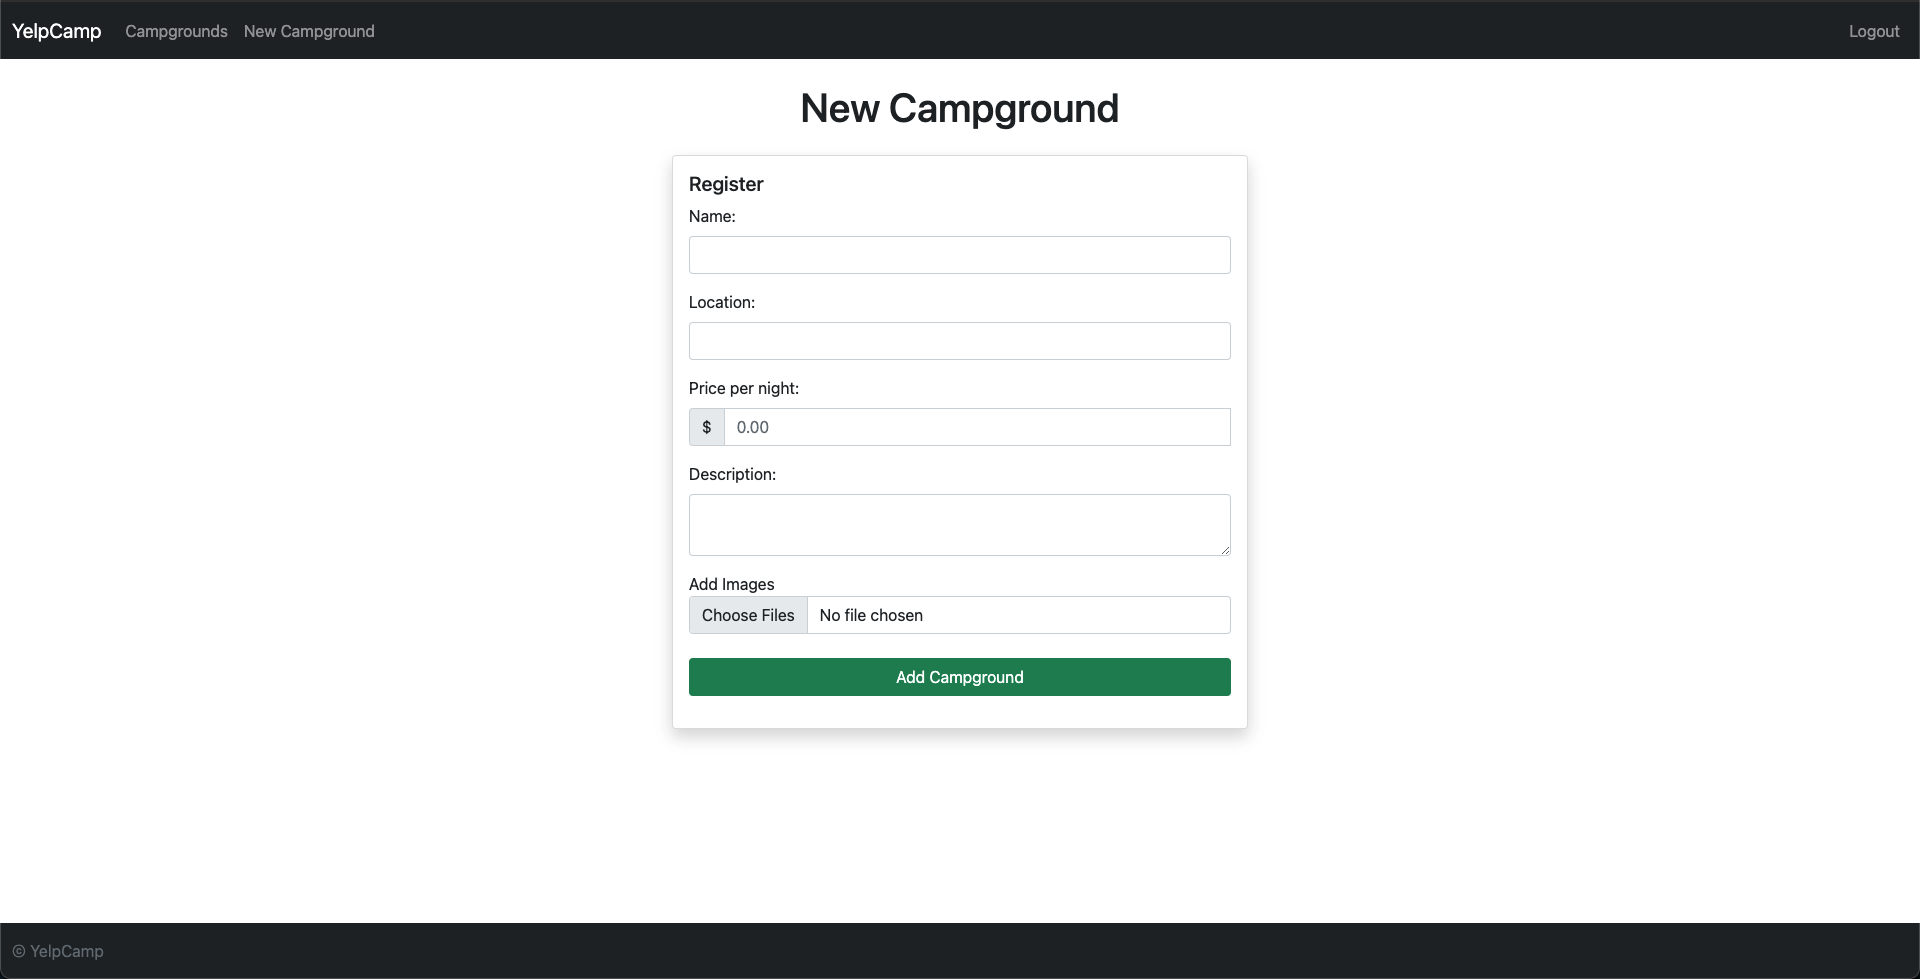 YelpCamp Campgrounds New Campground Logout
New Campground
Register
Name:
Location:
Price per night:
$ 0.00
Description:
Add Images
Choose Files No file chosen
Add Campground
© YelpCamp